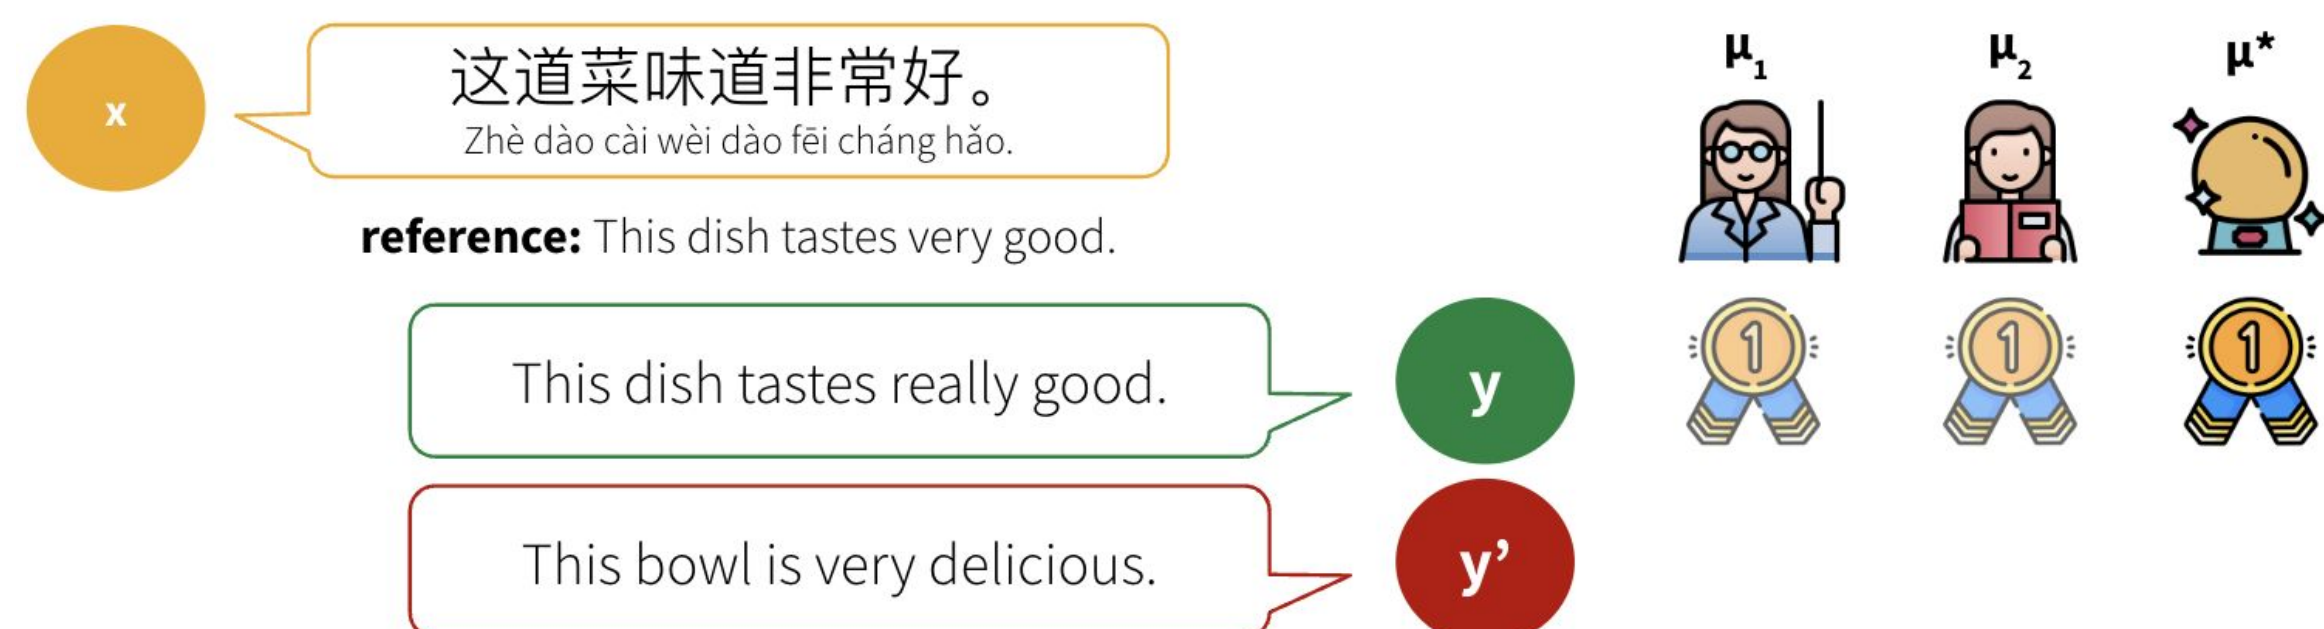 x
这道菜味道非常好。
Zhè dào cài wèi dào fēi cháng hǎo.
reference: This dish tastes very good.
This dish tastes really good.
y
This bowl is very delicious.
y’
μ₁ μ₂ μ*
1 1 1